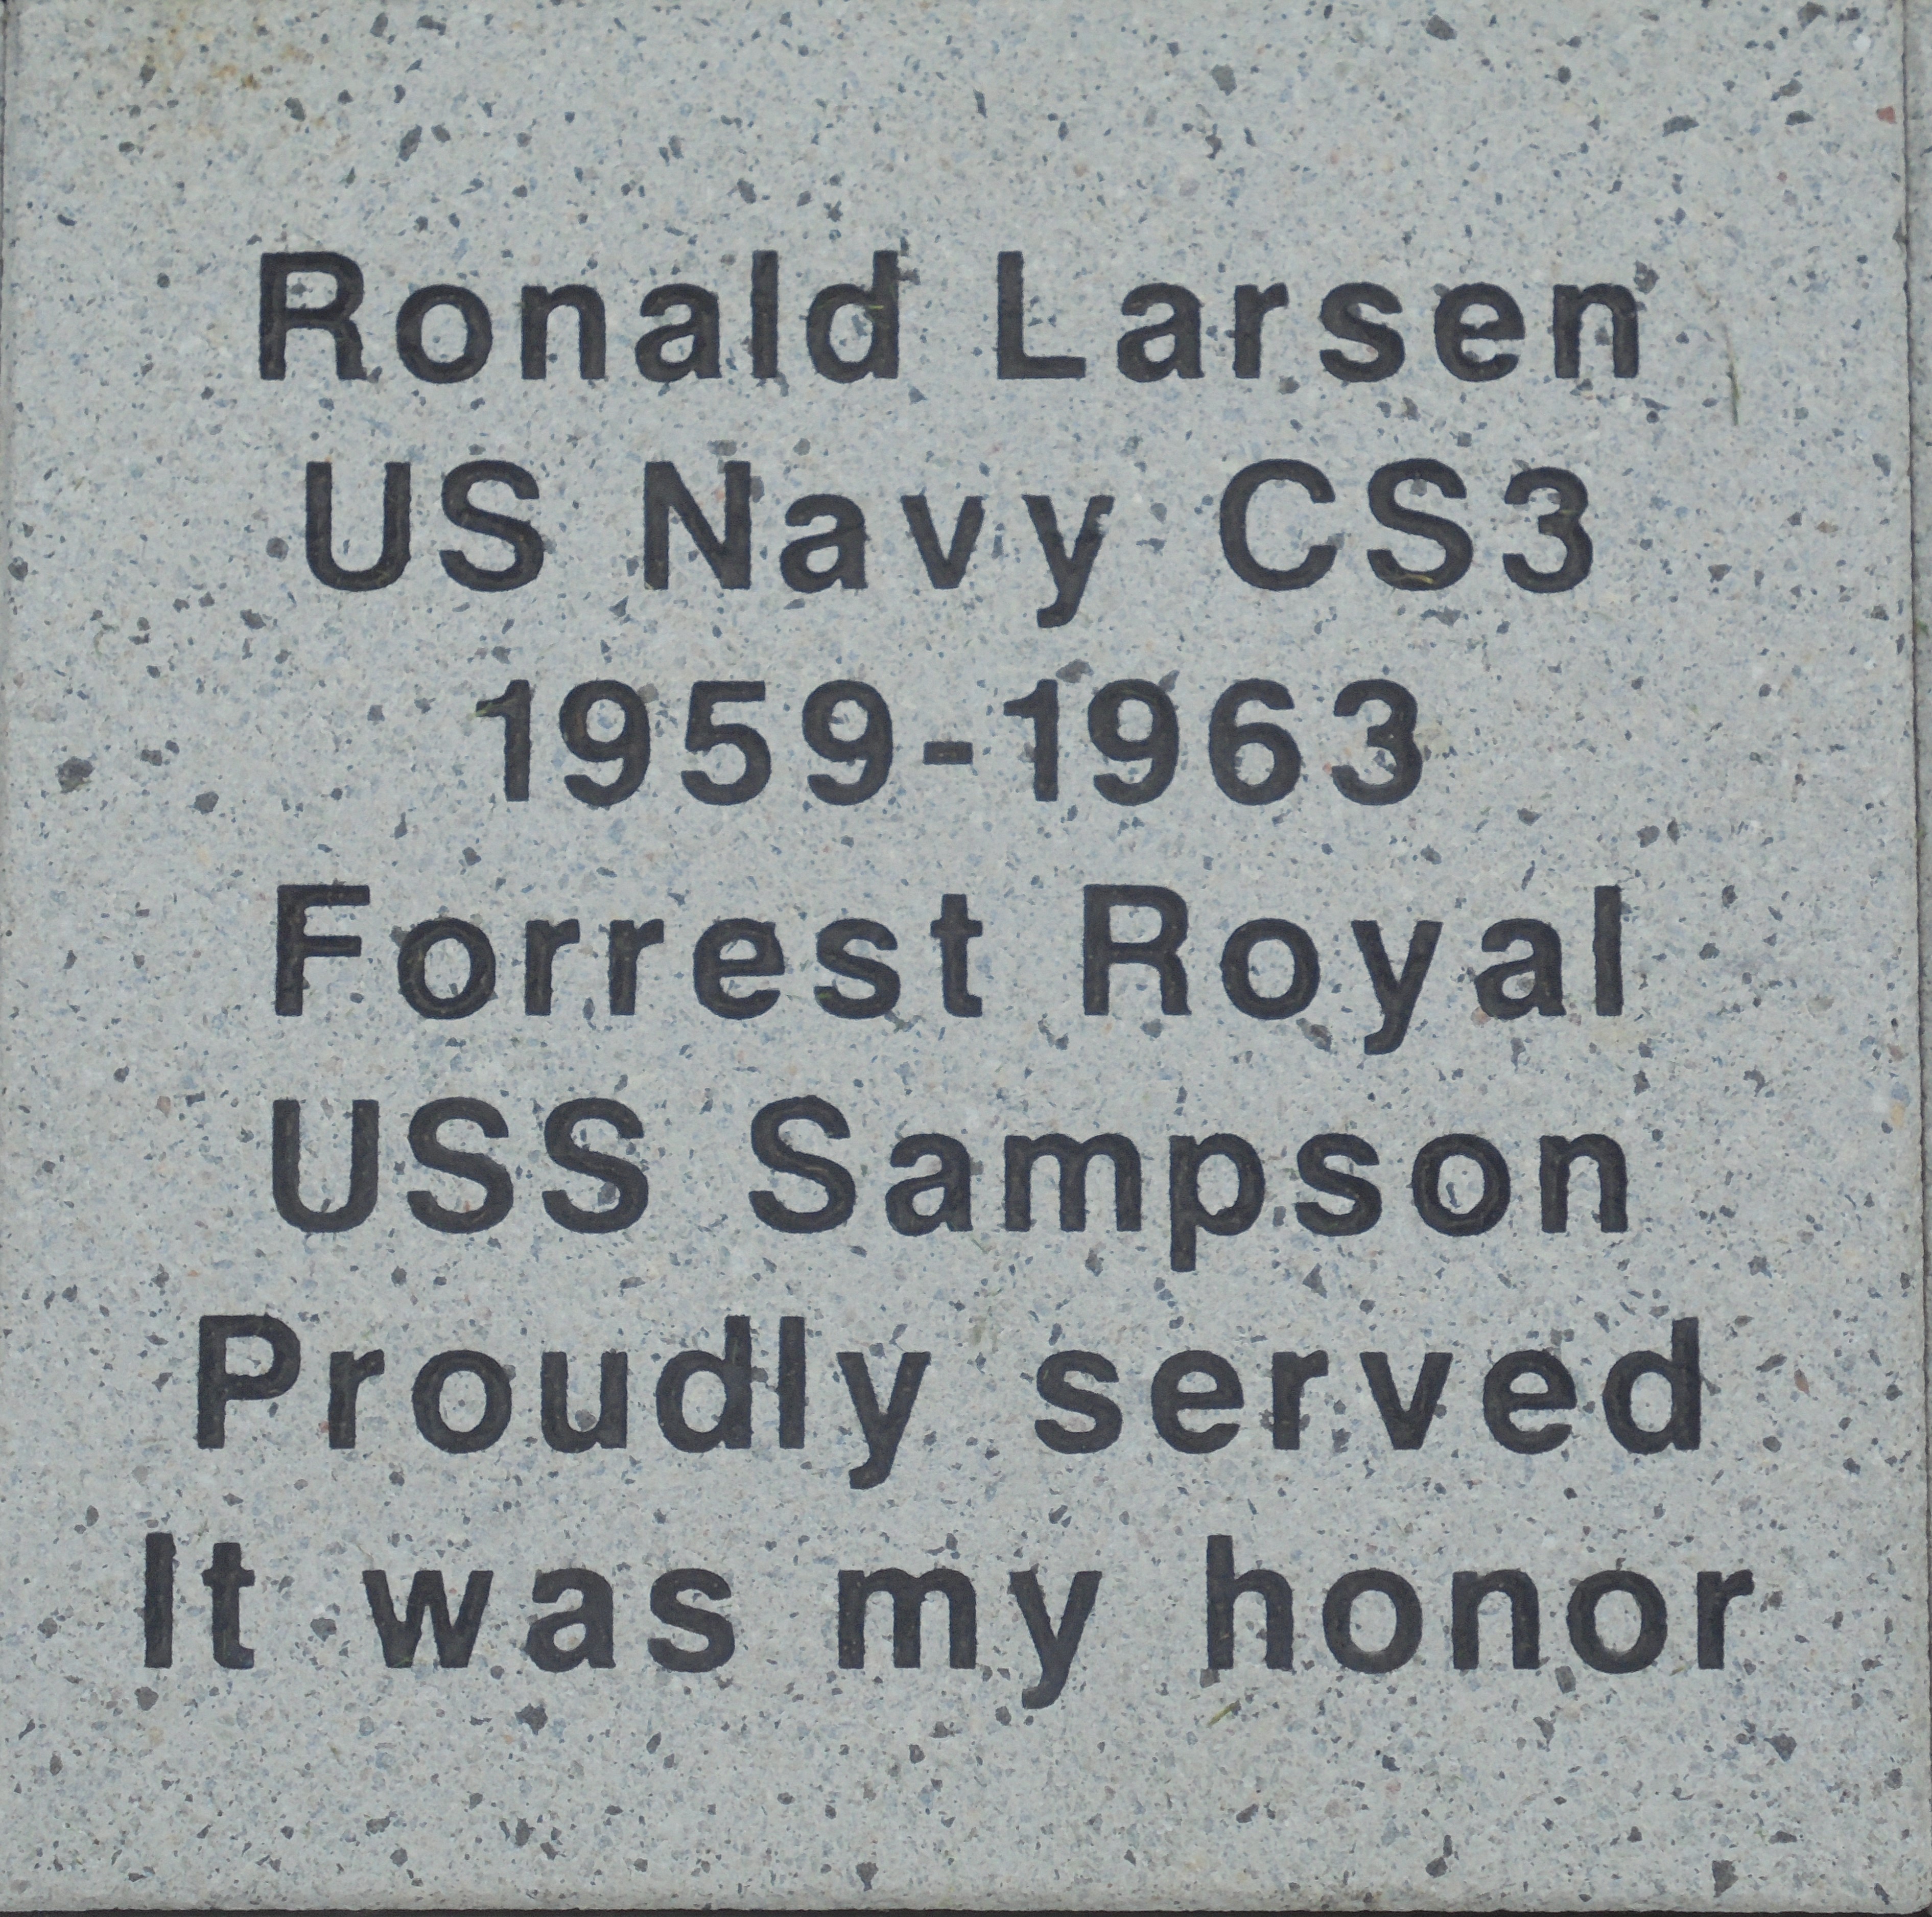 Ronald Larsen
US Navy CS3
1959-1963
Forrest Royal
USS Sampson
Proudly served
It was my honor